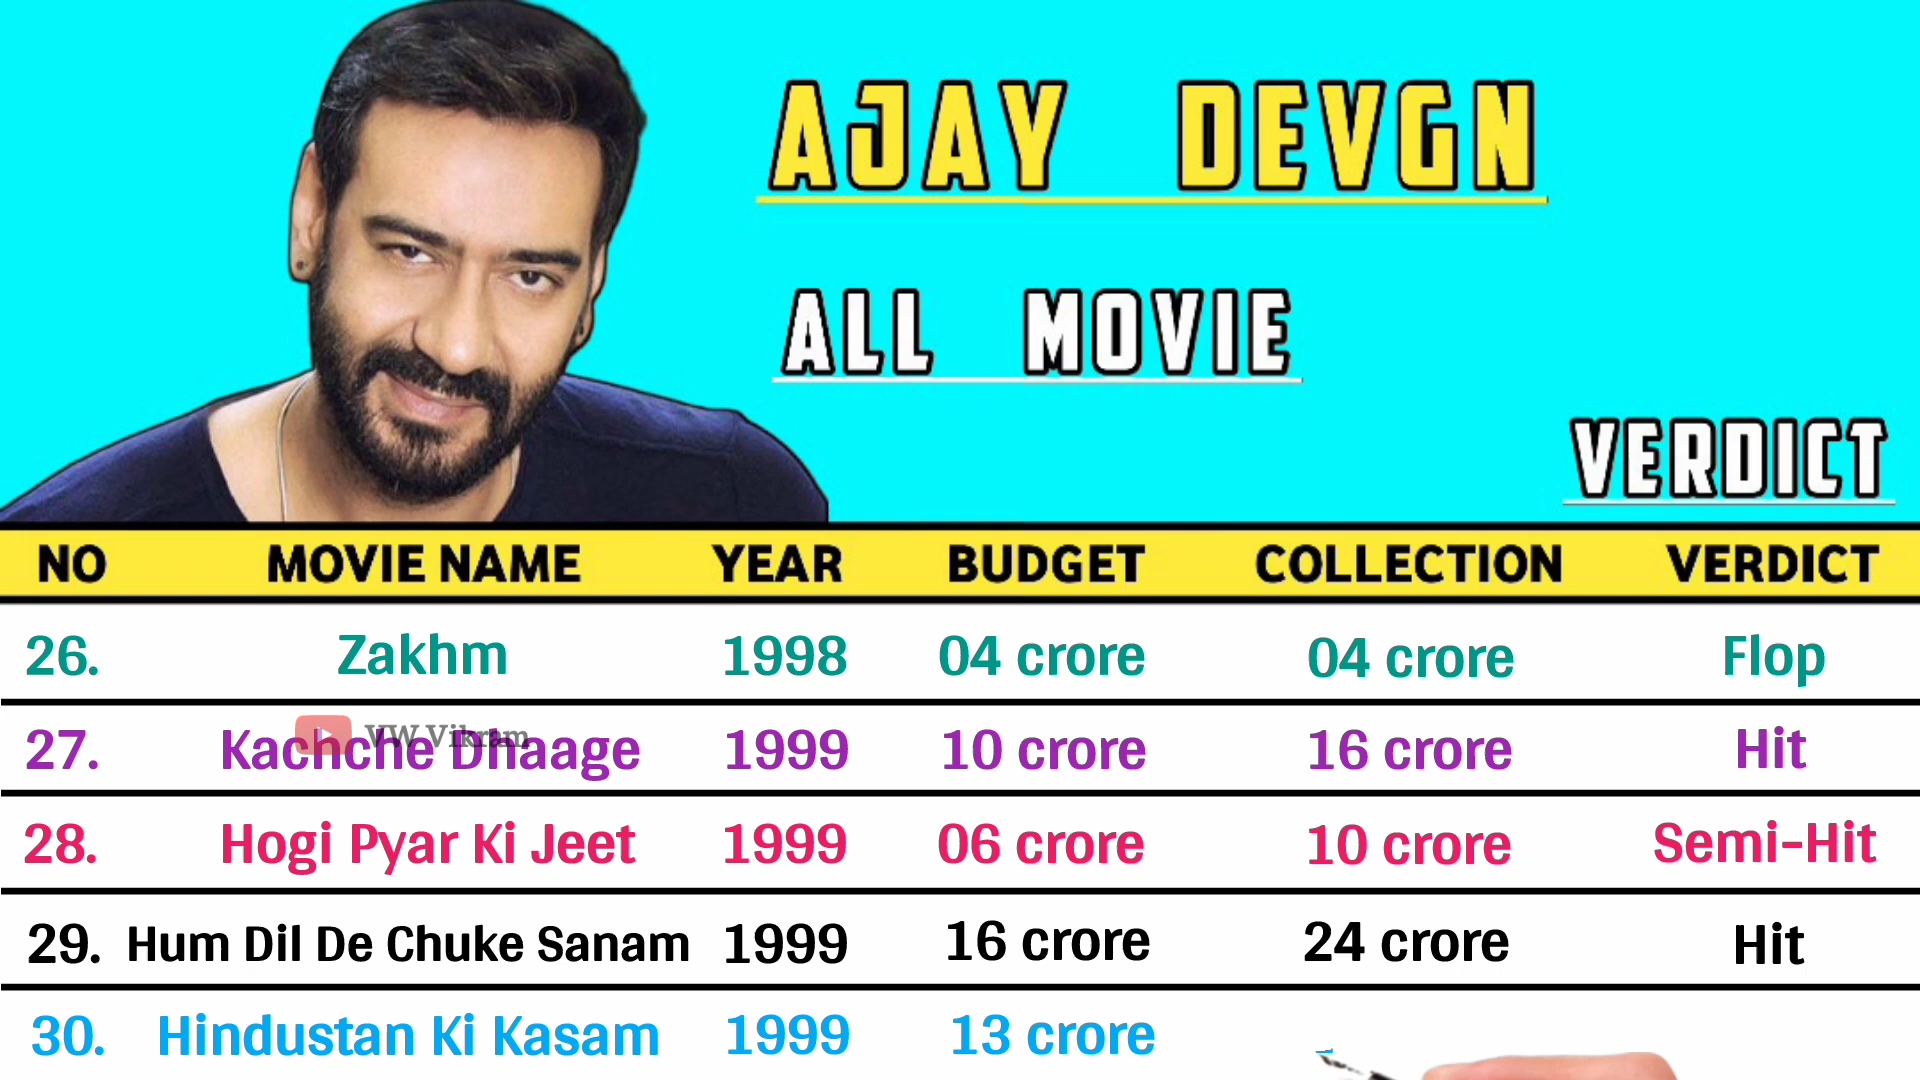 AJAY DEVGN
ALL MOVIE
VERDICT
NO MOVIE NAME YEAR BUDGET COLLECTION VERDICT
26. Zakhm 1998 04 crore 04 crore Flop
VW Vikram
27. Kachche Dhaage 1999 10 crore 16 crore Hit
28. Hogi Pyar Ki Jeet 1999 06 crore 10 crore Semi-Hit
29. Hum Dil De Chuke Sanam 1999 16 crore 24 crore Hit
30. Hindustan Ki Kasam 1999 13 crore